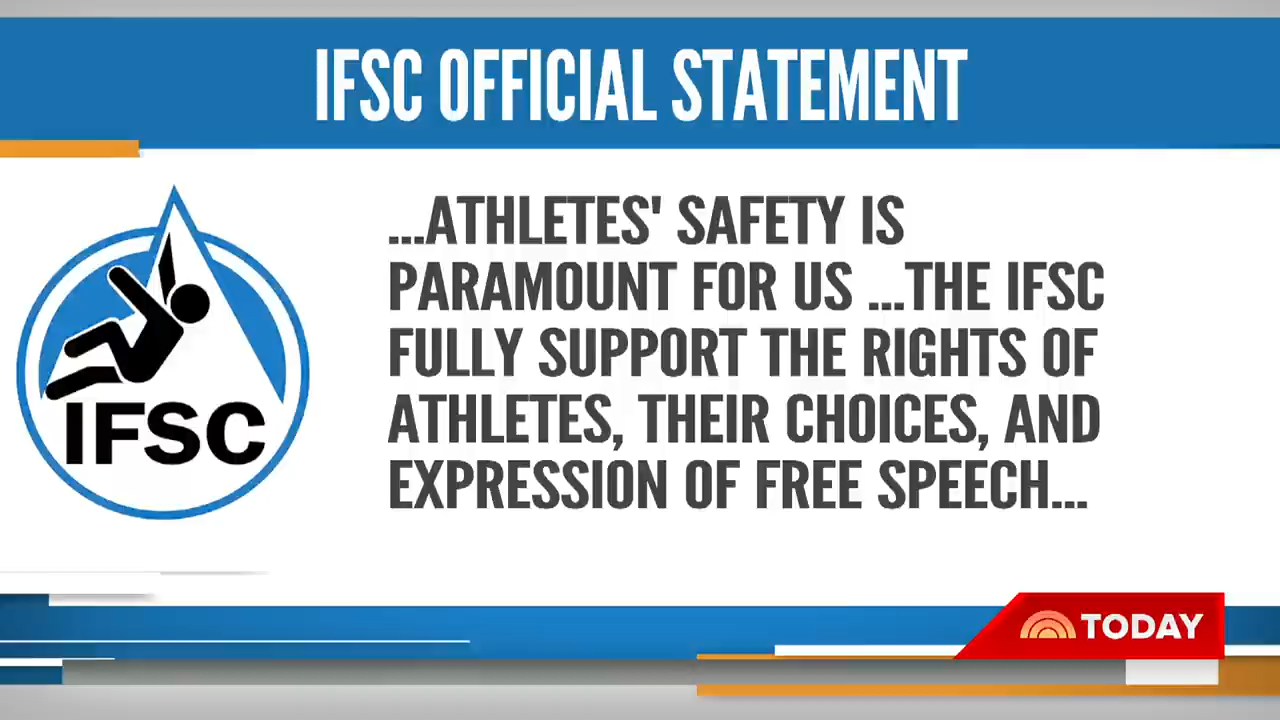 IFSC OFFICIAL STATEMENT
...ATHLETES' SAFETY IS
PARAMOUNT FOR US ...THE IFSC
FULLY SUPPORT THE RIGHTS OF
ATHLETES, THEIR CHOICES, AND
EXPRESSION OF FREE SPEECH...
IFSC
TODAY